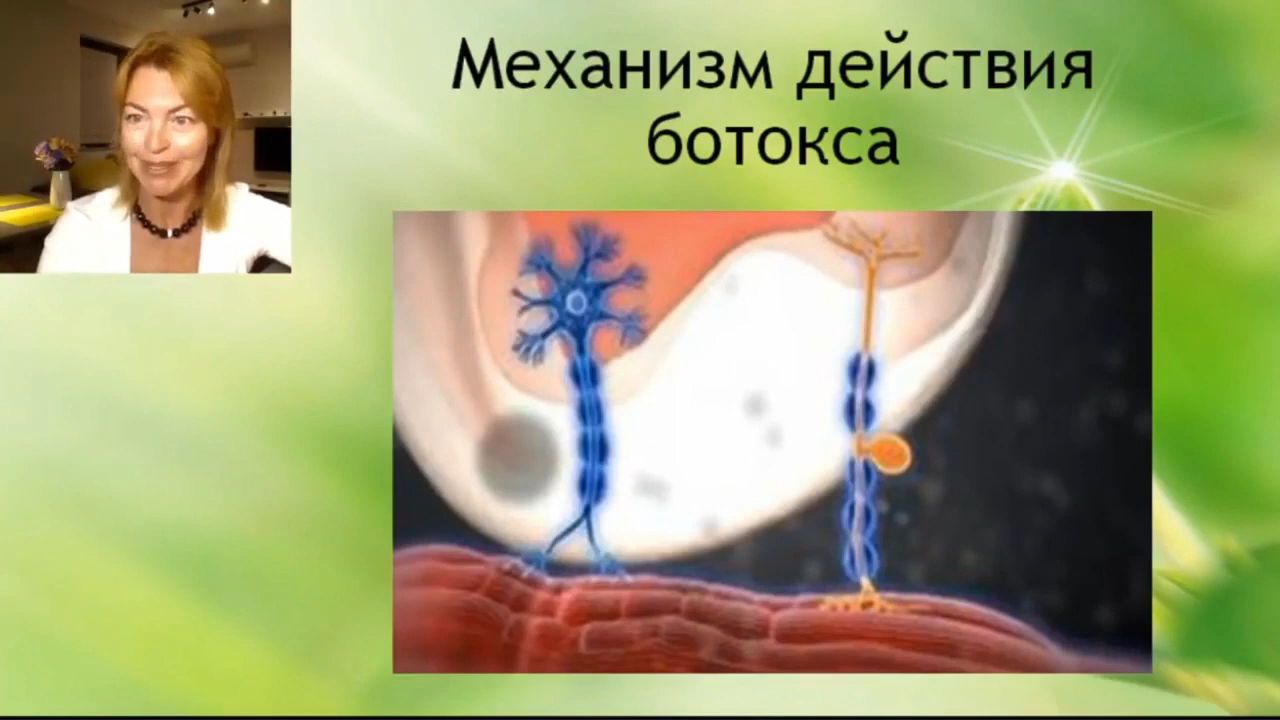 Механизм действия
ботокса